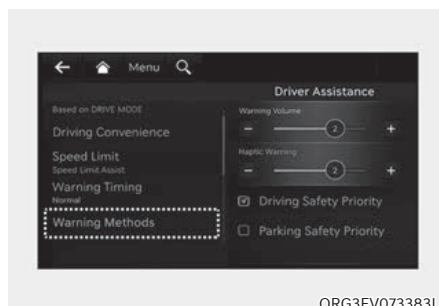 Menu
Driver Assistance
Based on DRIVE MODE
Driving Convenience
Speed Limit
Speed Limit Assist
Warning Timing
Normal
Warning Methods
Warning Volume
- 2 +
Haptic Warning
- 2 +
Driving Safety Priority
Parking Safety Priority